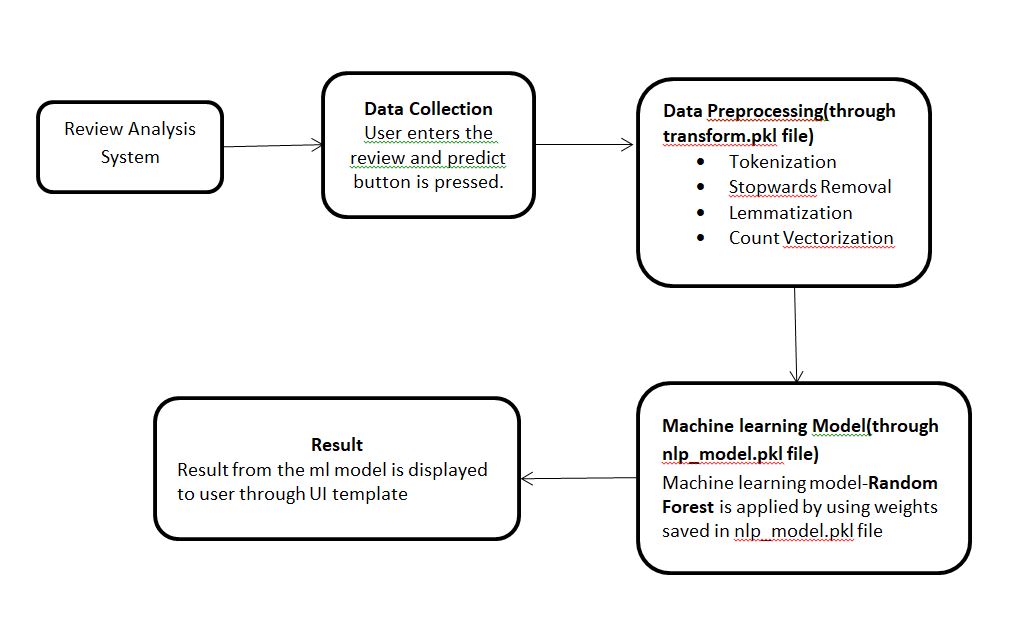 Review Analysis
System
Data Collection
User enters the
review and predict
button is pressed.
Data Preprocessing(through
transform.pkl file)
• Tokenization
• Stopwards Removal
• Lemmatization
• Count Vectorization
Machine learning Model(through
nlp_model.pkl file)
Machine learning model-Random
Forest is applied by using weights
saved in nlp_model.pkl file
Result
Result from the ml model is displayed
to user through UI template